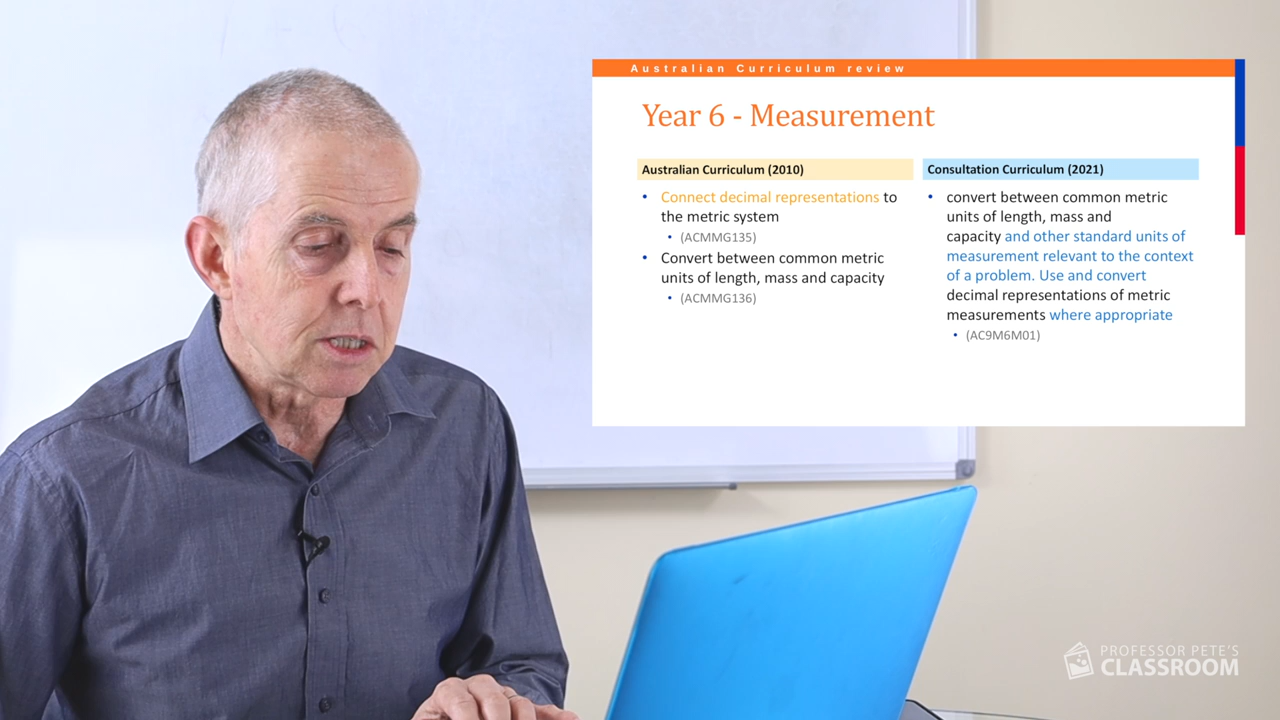 Australian Curriculum review
Year 6 - Measurement
Australian Curriculum (2010)
• Connect decimal representations to
the metric system
• (ACMMG135)
• Convert between common metric
units of length, mass and capacity
• (ACMMG136)
Consultation Curriculum (2021)
• convert between common metric
units of length, mass and
capacity and other standard units of
measurement relevant to the context
of a problem. Use and convert
decimal representations of metric
measurements where appropriate
• (AC9M6M01)
PROFESSOR PETE'S
CLASSROOM